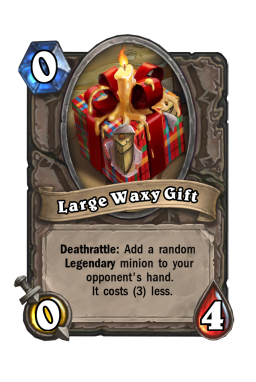 0
Large Waxy Gift
Deathrattle: Add a random
Legendary minion to your
opponent's hand.
It costs (3) less.
0
4